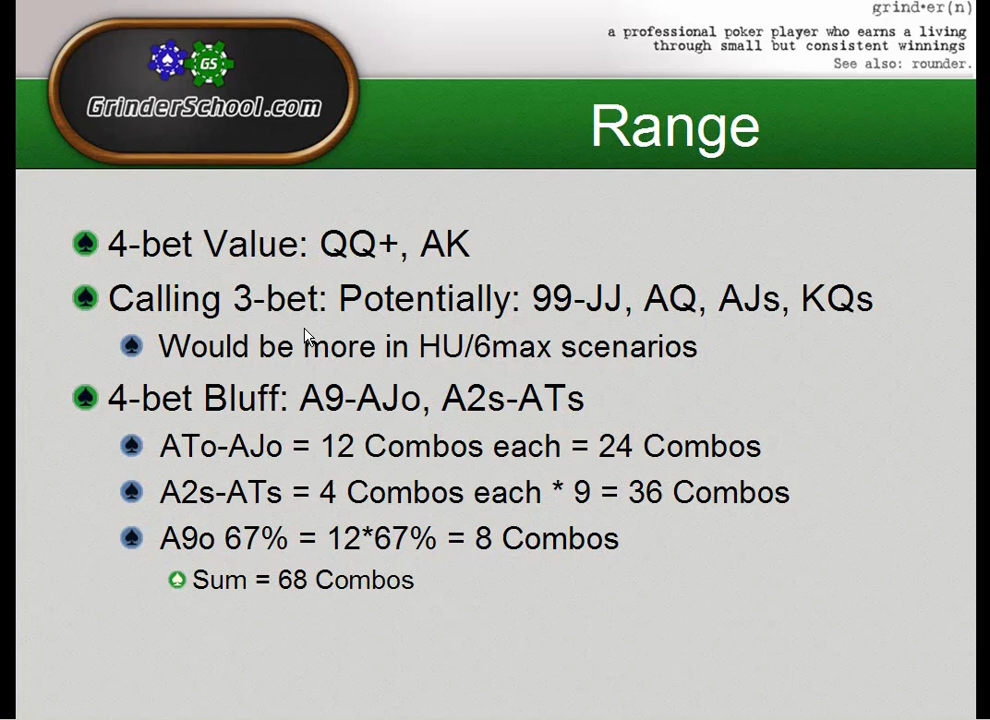 grind•er(n)
a professional poker player who earns a living
through small but consistent winnings
See also: rounder.
GS
GrinderSchool.com
Range
4-bet Value: QQ+, AK
Calling 3-bet: Potentially: 99-JJ, AQ, AJs, KQs
Would be more in HU/6max scenarios
4-bet Bluff: A9-AJo, A2s-ATs
ATo-AJo = 12 Combos each = 24 Combos
A2s-ATs = 4 Combos each * 9 = 36 Combos
A9o 67% = 12*67% = 8 Combos
Sum = 68 Combos